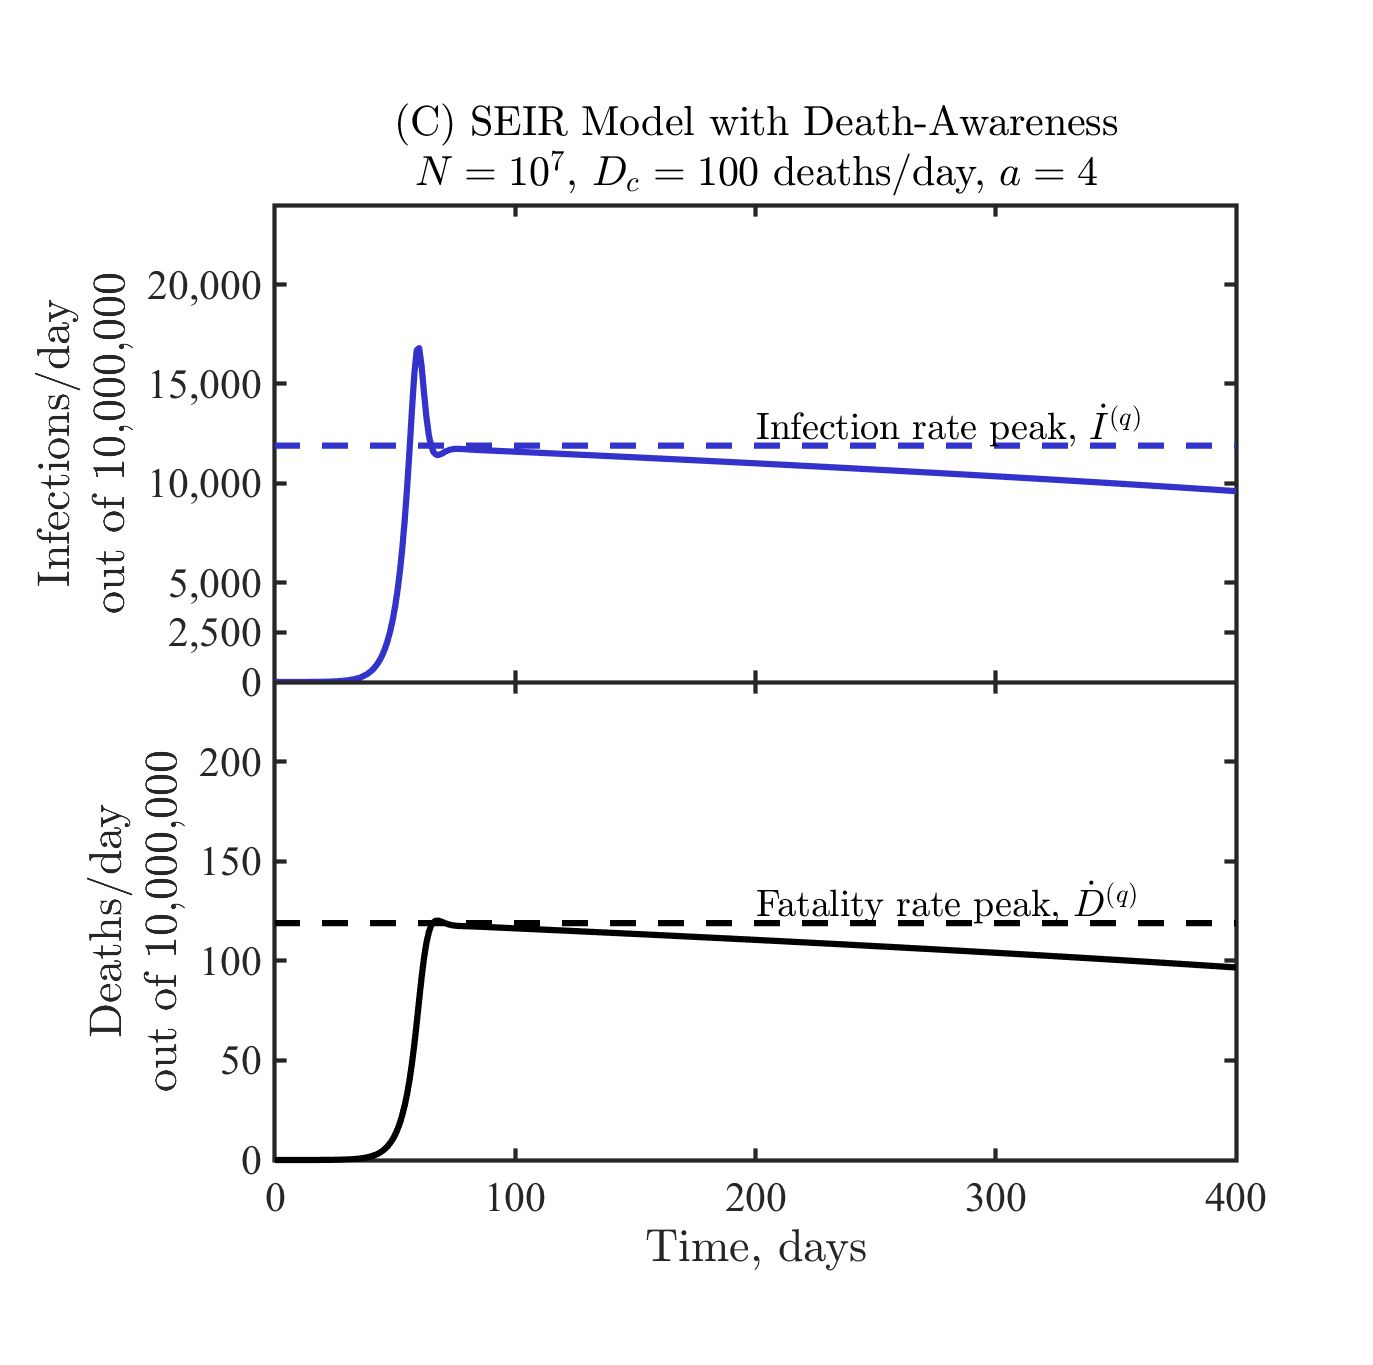 (C) SEIR Model with Death-Awareness
N = 10⁷, D_c = 100 deaths/day, a = 4
Infections/day
out of 10,000,000
20,000
15,000
10,000
5,000
2,500
0
Infection rate peak, İ^(q)
Deaths/day
out of 10,000,000
200
150
100
50
0
Fatality rate peak, Ḋ^(q)
0 100 200 300 400
Time, days